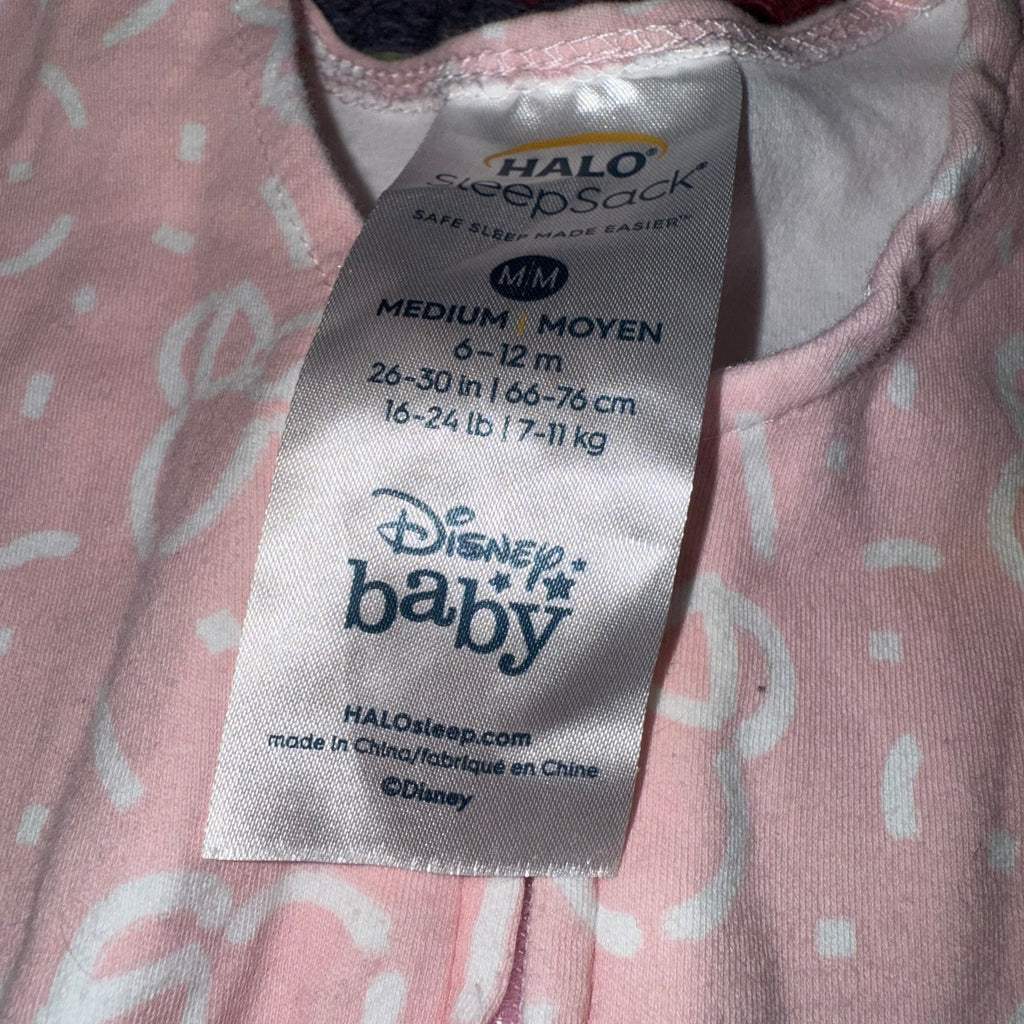 HALO®
SleepSack®
SAFE SLEEP MADE EASIER™
M|M
MEDIUM | MOYEN
6-12 m
26-30 in | 66-76 cm
16-24 lb | 7-11 kg
Disney
baby
HALOsleep.com
made in China/fabriqué en Chine
©Disney